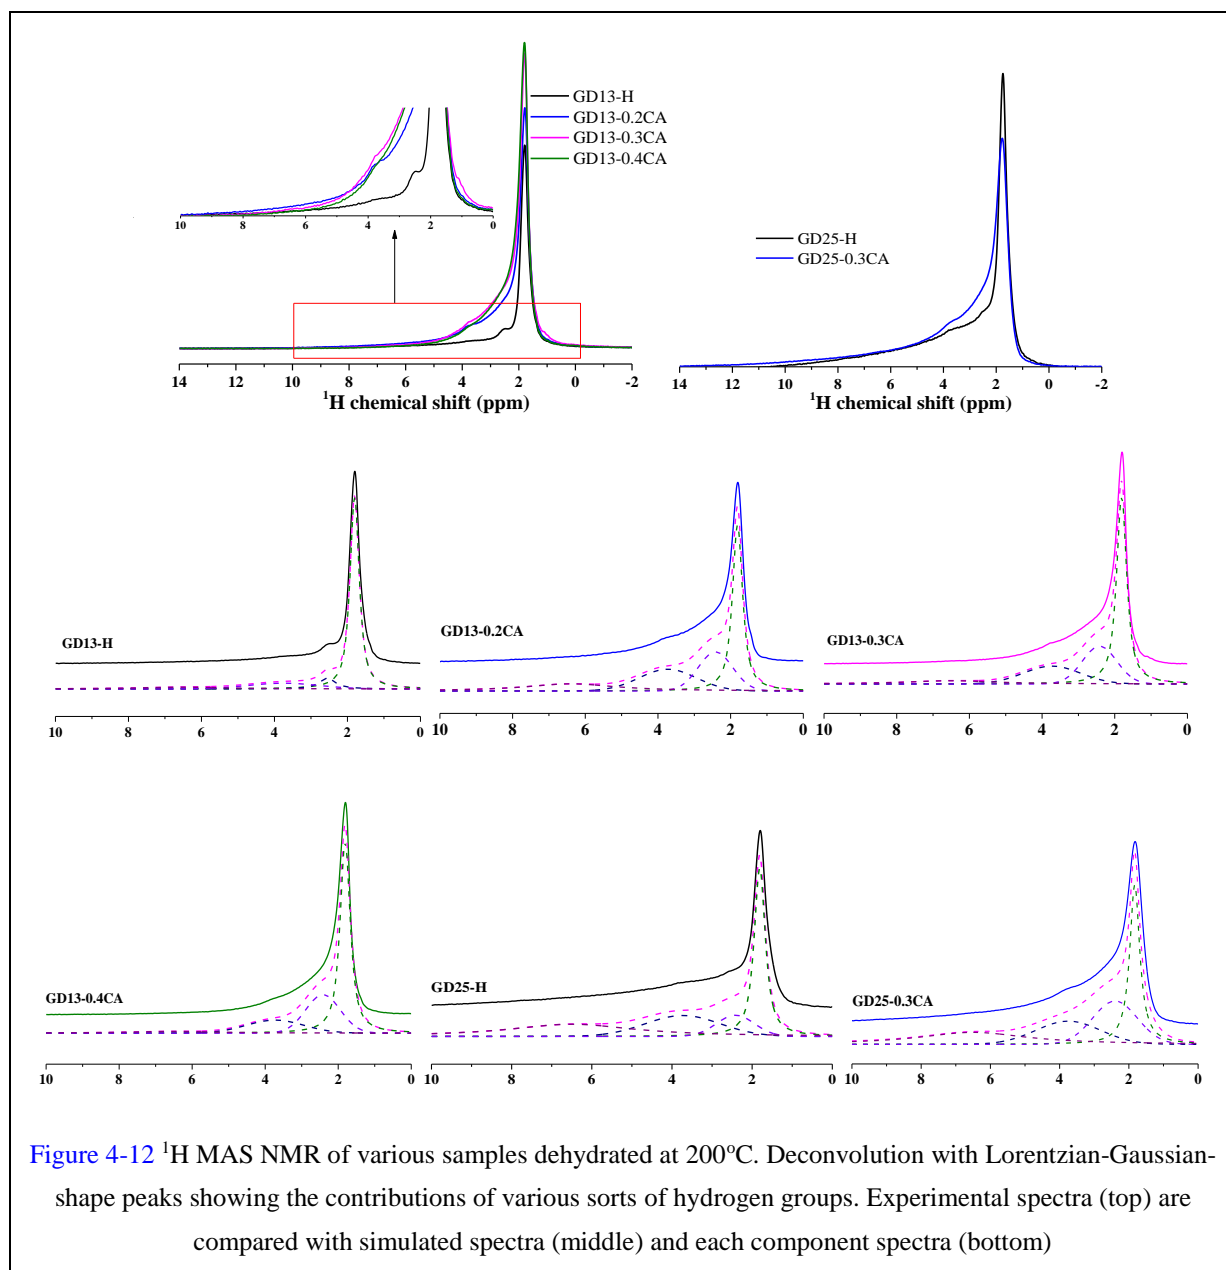 GD13-H
GD13-0.2CA
GD13-0.3CA
GD13-0.4CA
10 8 6 4 2 0
14 12 10 8 6 4 2 0 -2
¹H chemical shift (ppm)
GD25-H
GD25-0.3CA
14 12 10 8 6 4 2 0 -2
¹H chemical shift (ppm)
GD13-H
10 8 6 4 2 0
GD13-0.2CA
10 8 6 4 2 0
GD13-0.3CA
10 8 6 4 2 0
GD13-0.4CA
10 8 6 4 2 0
GD25-H
10 8 6 4 2 0
GD25-0.3CA
10 8 6 4 2 0
Figure 4-12 ¹H MAS NMR of various samples dehydrated at 200°C. Deconvolution with Lorentzian-Gaussian-
shape peaks showing the contributions of various sorts of hydrogen groups. Experimental spectra (top) are
compared with simulated spectra (middle) and each component spectra (bottom)